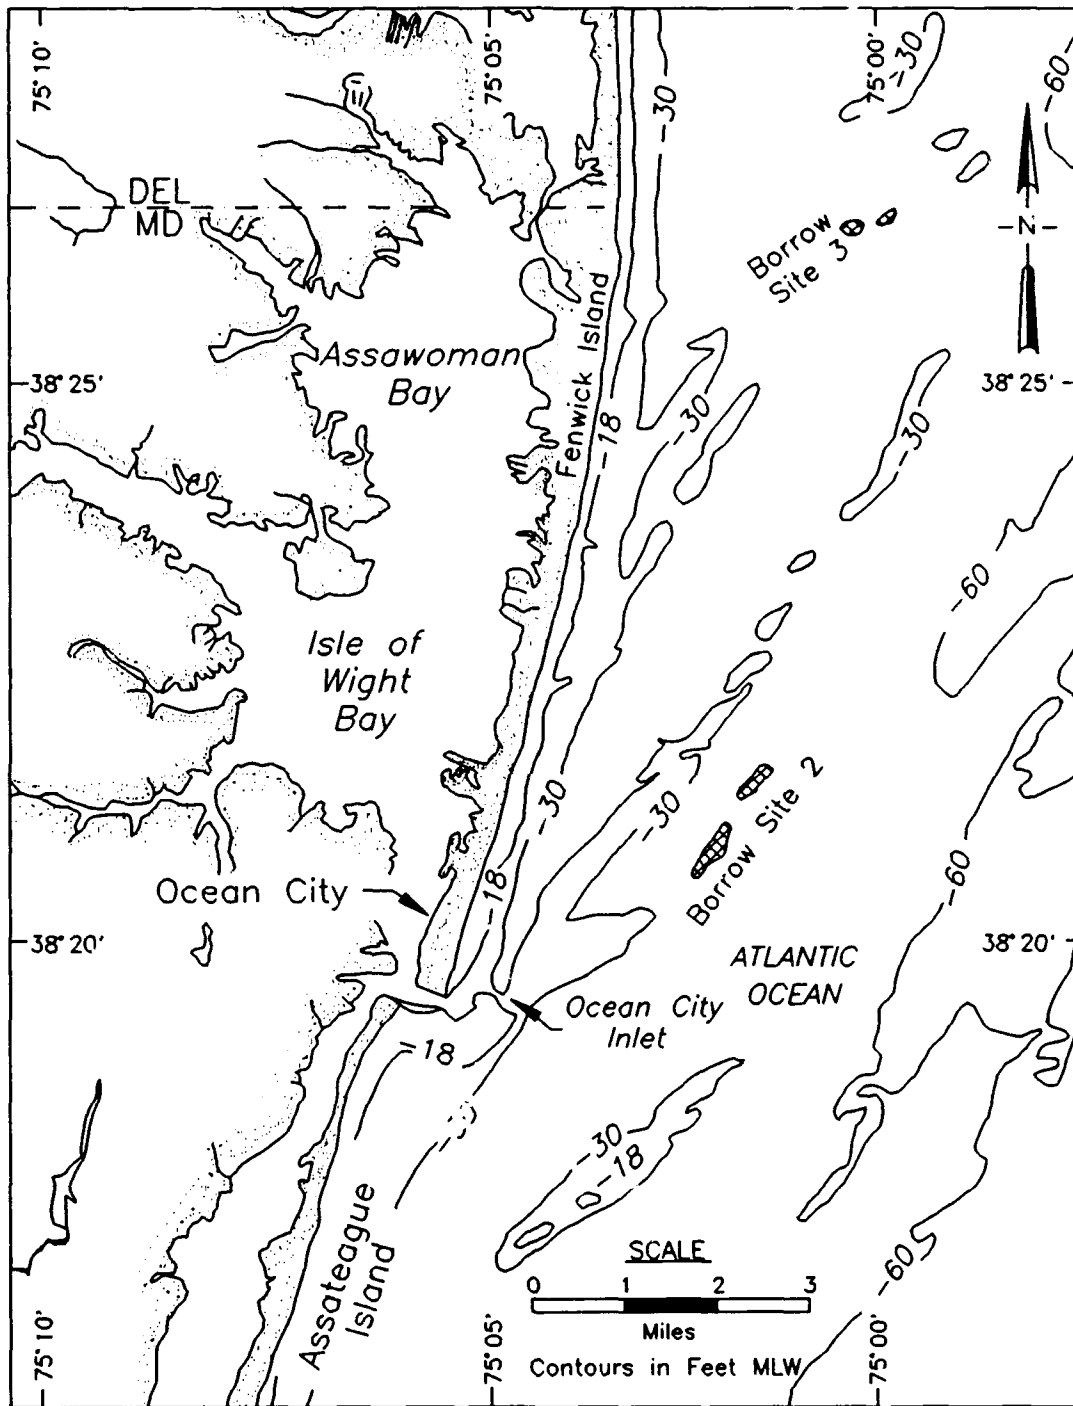 75° 10'
75° 05'
75° 00'
-30
-30
-60
DEL
MD
-N-
Borrow
Site 3
Fenwick Island
Assawoman
Bay
38° 25'
38° 25'
-18
-30
-30
-60
Isle of
Wight
Bay
-30
-30
Borrow Site 2
-60
Ocean City
-18
38° 20'
38° 20'
ATLANTIC
OCEAN
Ocean City
Inlet
-18
-30
-18
Assateague
Island
-60
SCALE
0 1 2 3
Miles
Contours in Feet MLW
75° 10'
75° 05'
75° 00'